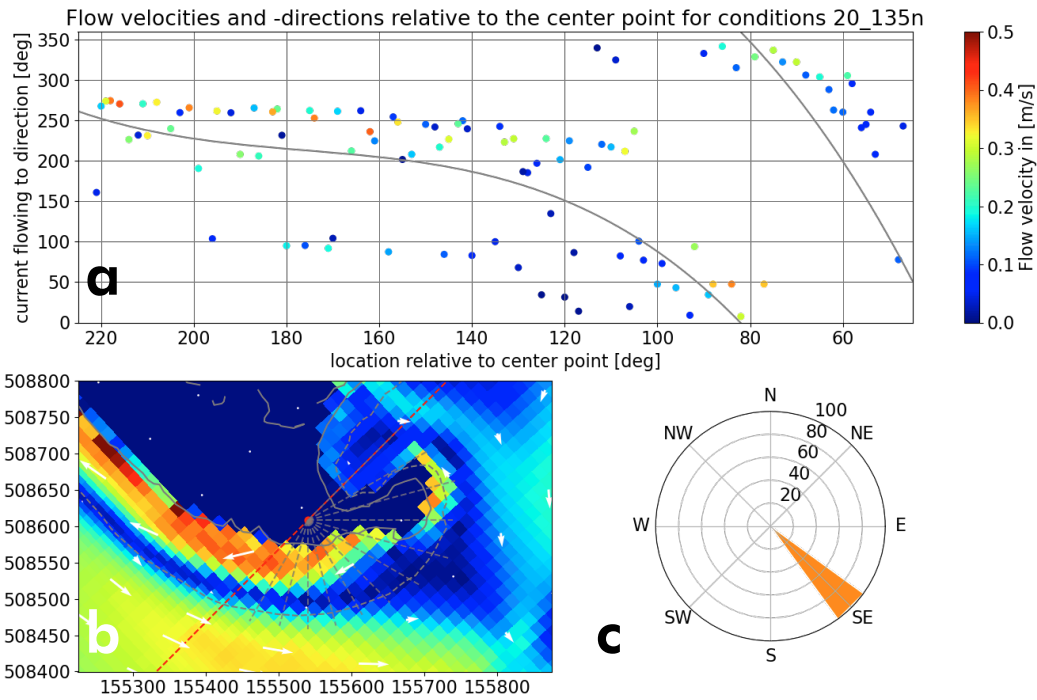 Flow velocities and -directions relative to the center point for conditions 20_135n
350
300
250
200
150
100
50
0
current flowing to direction [deg]
a
220 200 180 160 140 120 100 80 60
location relative to center point [deg]
0.5
0.4
0.3
0.2
0.1
0.0
Flow velocity in [m/s]
508800
508750
508700
508650
508600
508550
508500
508450
508400
b
155300 155400 155500 155600 155700 155800
c
N
NE
E
SE
S
SW
W
NW
100
80
60
40
20